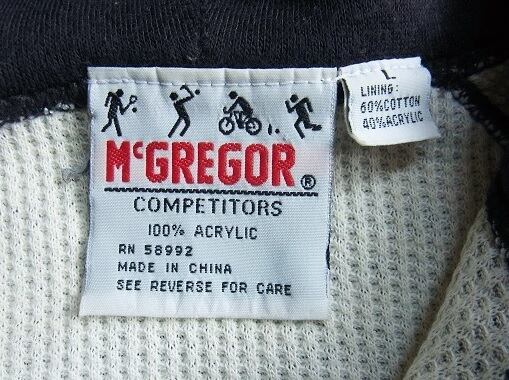 McGREGOR®
COMPETITORS
100% ACRYLIC
RN 58992
MADE IN CHINA
SEE REVERSE FOR CARE
L
LINING:
60%COTTON
40%ACRYLIC